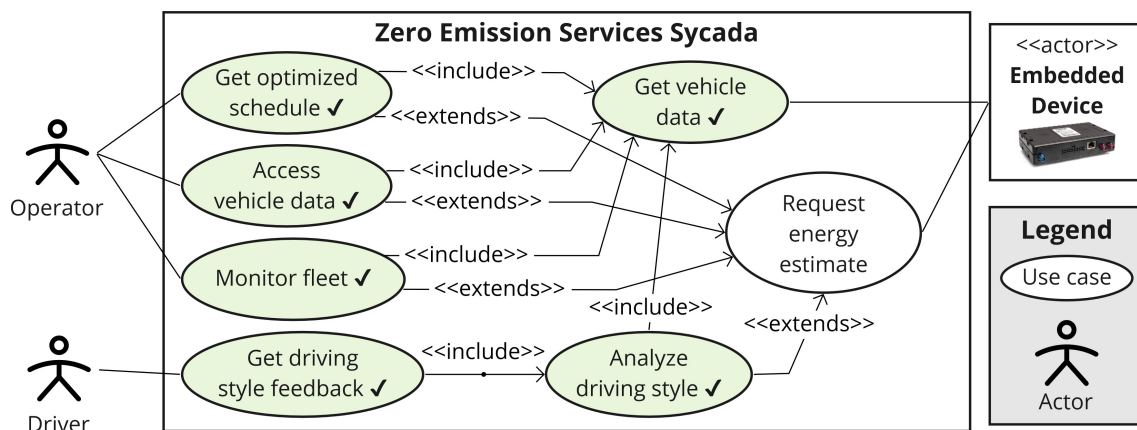 Zero Emission Services Sycada
Get optimized
schedule ✓
<<include>>
<<extends>>
Get vehicle
data ✓
<<actor>>
Embedded
Device
Operator
Access
vehicle data ✓
<<include>>
<<extends>>
Request
energy
estimate
Monitor fleet ✓
<<include>>
<<extends>>
<<include>>
<<extends>>
Get driving
style feedback ✓
<<include>>
Analyze
driving style ✓
Driver
Legend
Use case
Actor